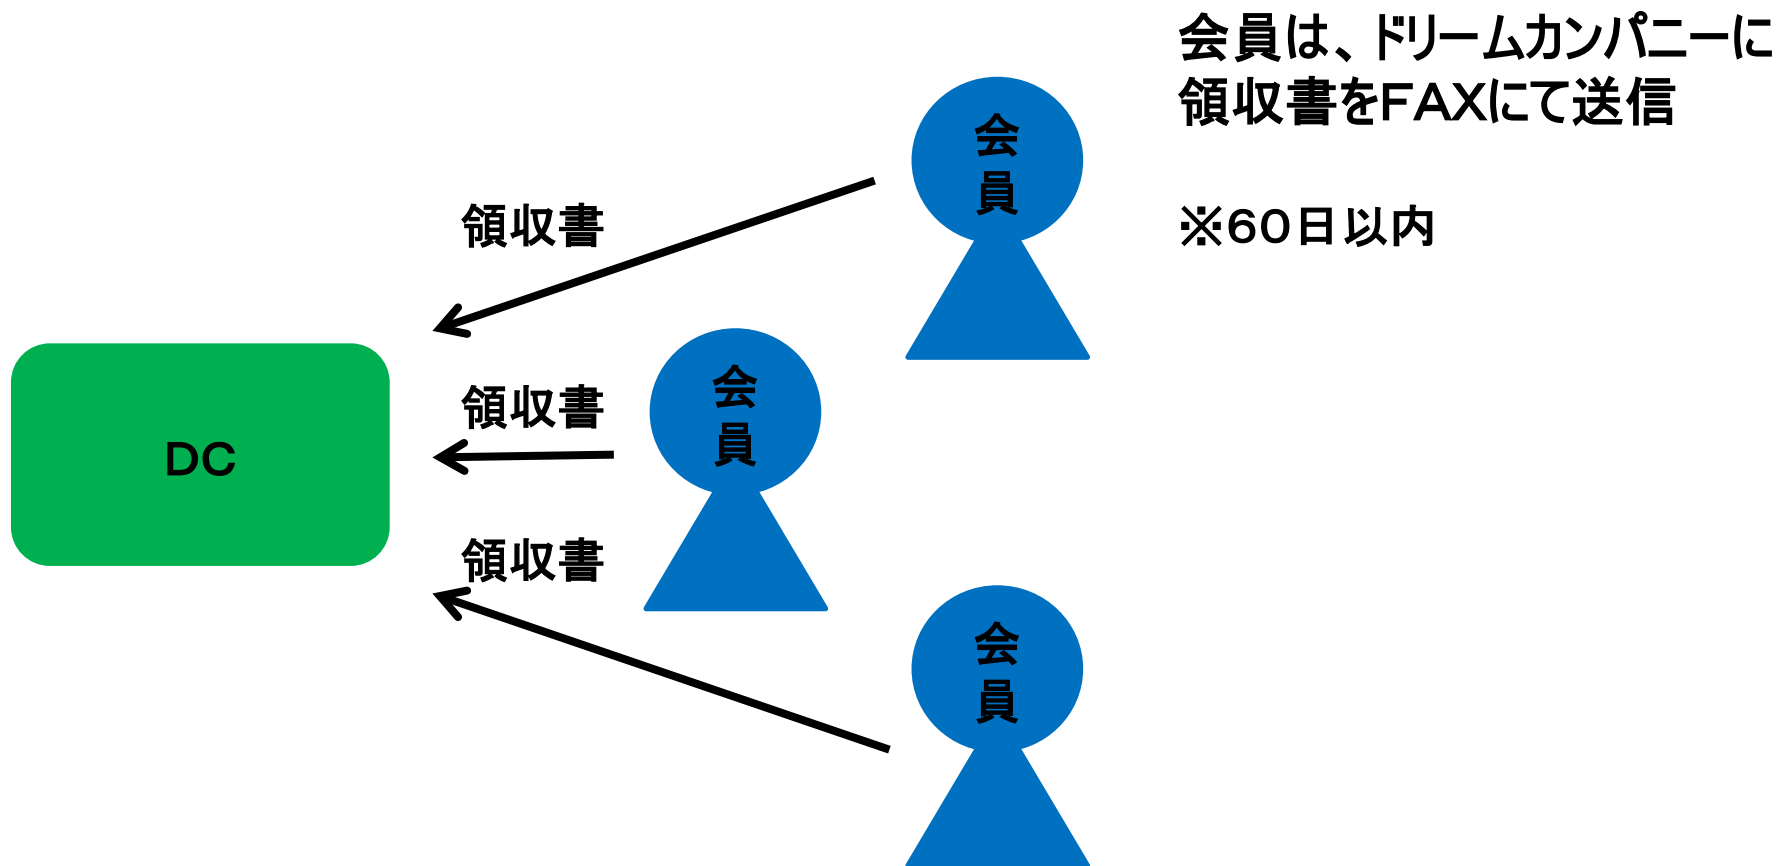 会員は、ドリームカンパニーに
領収書をFAXにて送信
※60日以内
会
員
領収書
会
員
領収書
DC
領収書
会
員